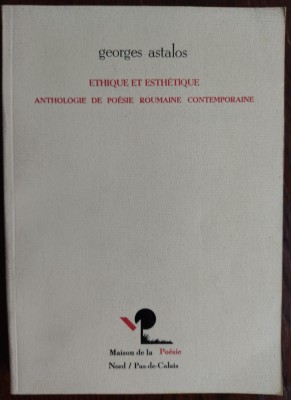 georges astalos
ETHIQUE ET ESTHÉTIQUE
ANTHOLOGIE DE POÉSIE ROUMAINE CONTEMPORAINE
Maison de la Poésie
Nord / Pas-de-Calais